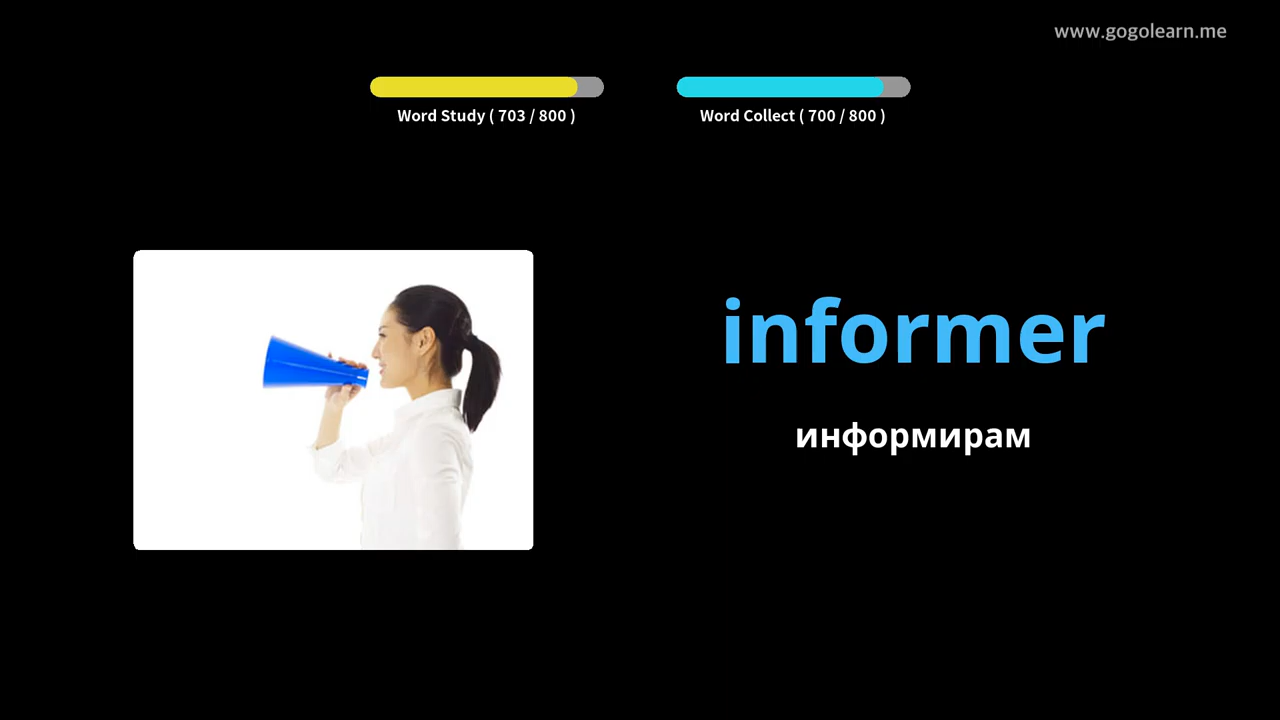 www.gogolearn.me
Word Study ( 703 / 800 )
Word Collect ( 700 / 800 )
informer
информирам